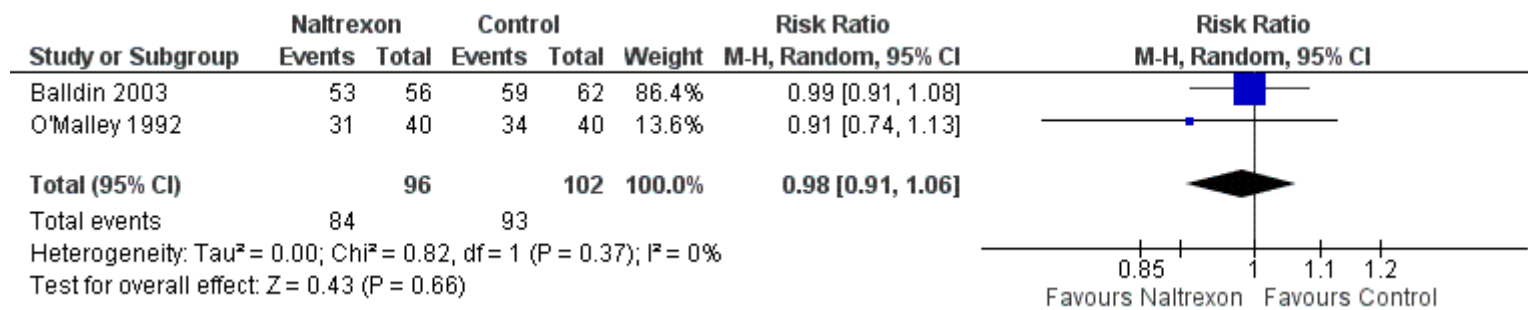 Naltrexon Control Risk Ratio Risk Ratio
Study or Subgroup Events Total Events Total Weight M-H, Random, 95% CI M-H, Random, 95% CI
Balldin 2003 53 56 59 62 86.4% 0.99 [0.91, 1.08]
O'Malley 1992 31 40 34 40 13.6% 0.91 [0.74, 1.13]
Total (95% CI) 96 102 100.0% 0.98 [0.91, 1.06]
Total events 84 93
Heterogeneity: Tau² = 0.00; Chi² = 0.82, df = 1 (P = 0.37); I² = 0%
Test for overall effect: Z = 0.43 (P = 0.66)
0.85 1 1.1 1.2
Favours Naltrexon Favours Control